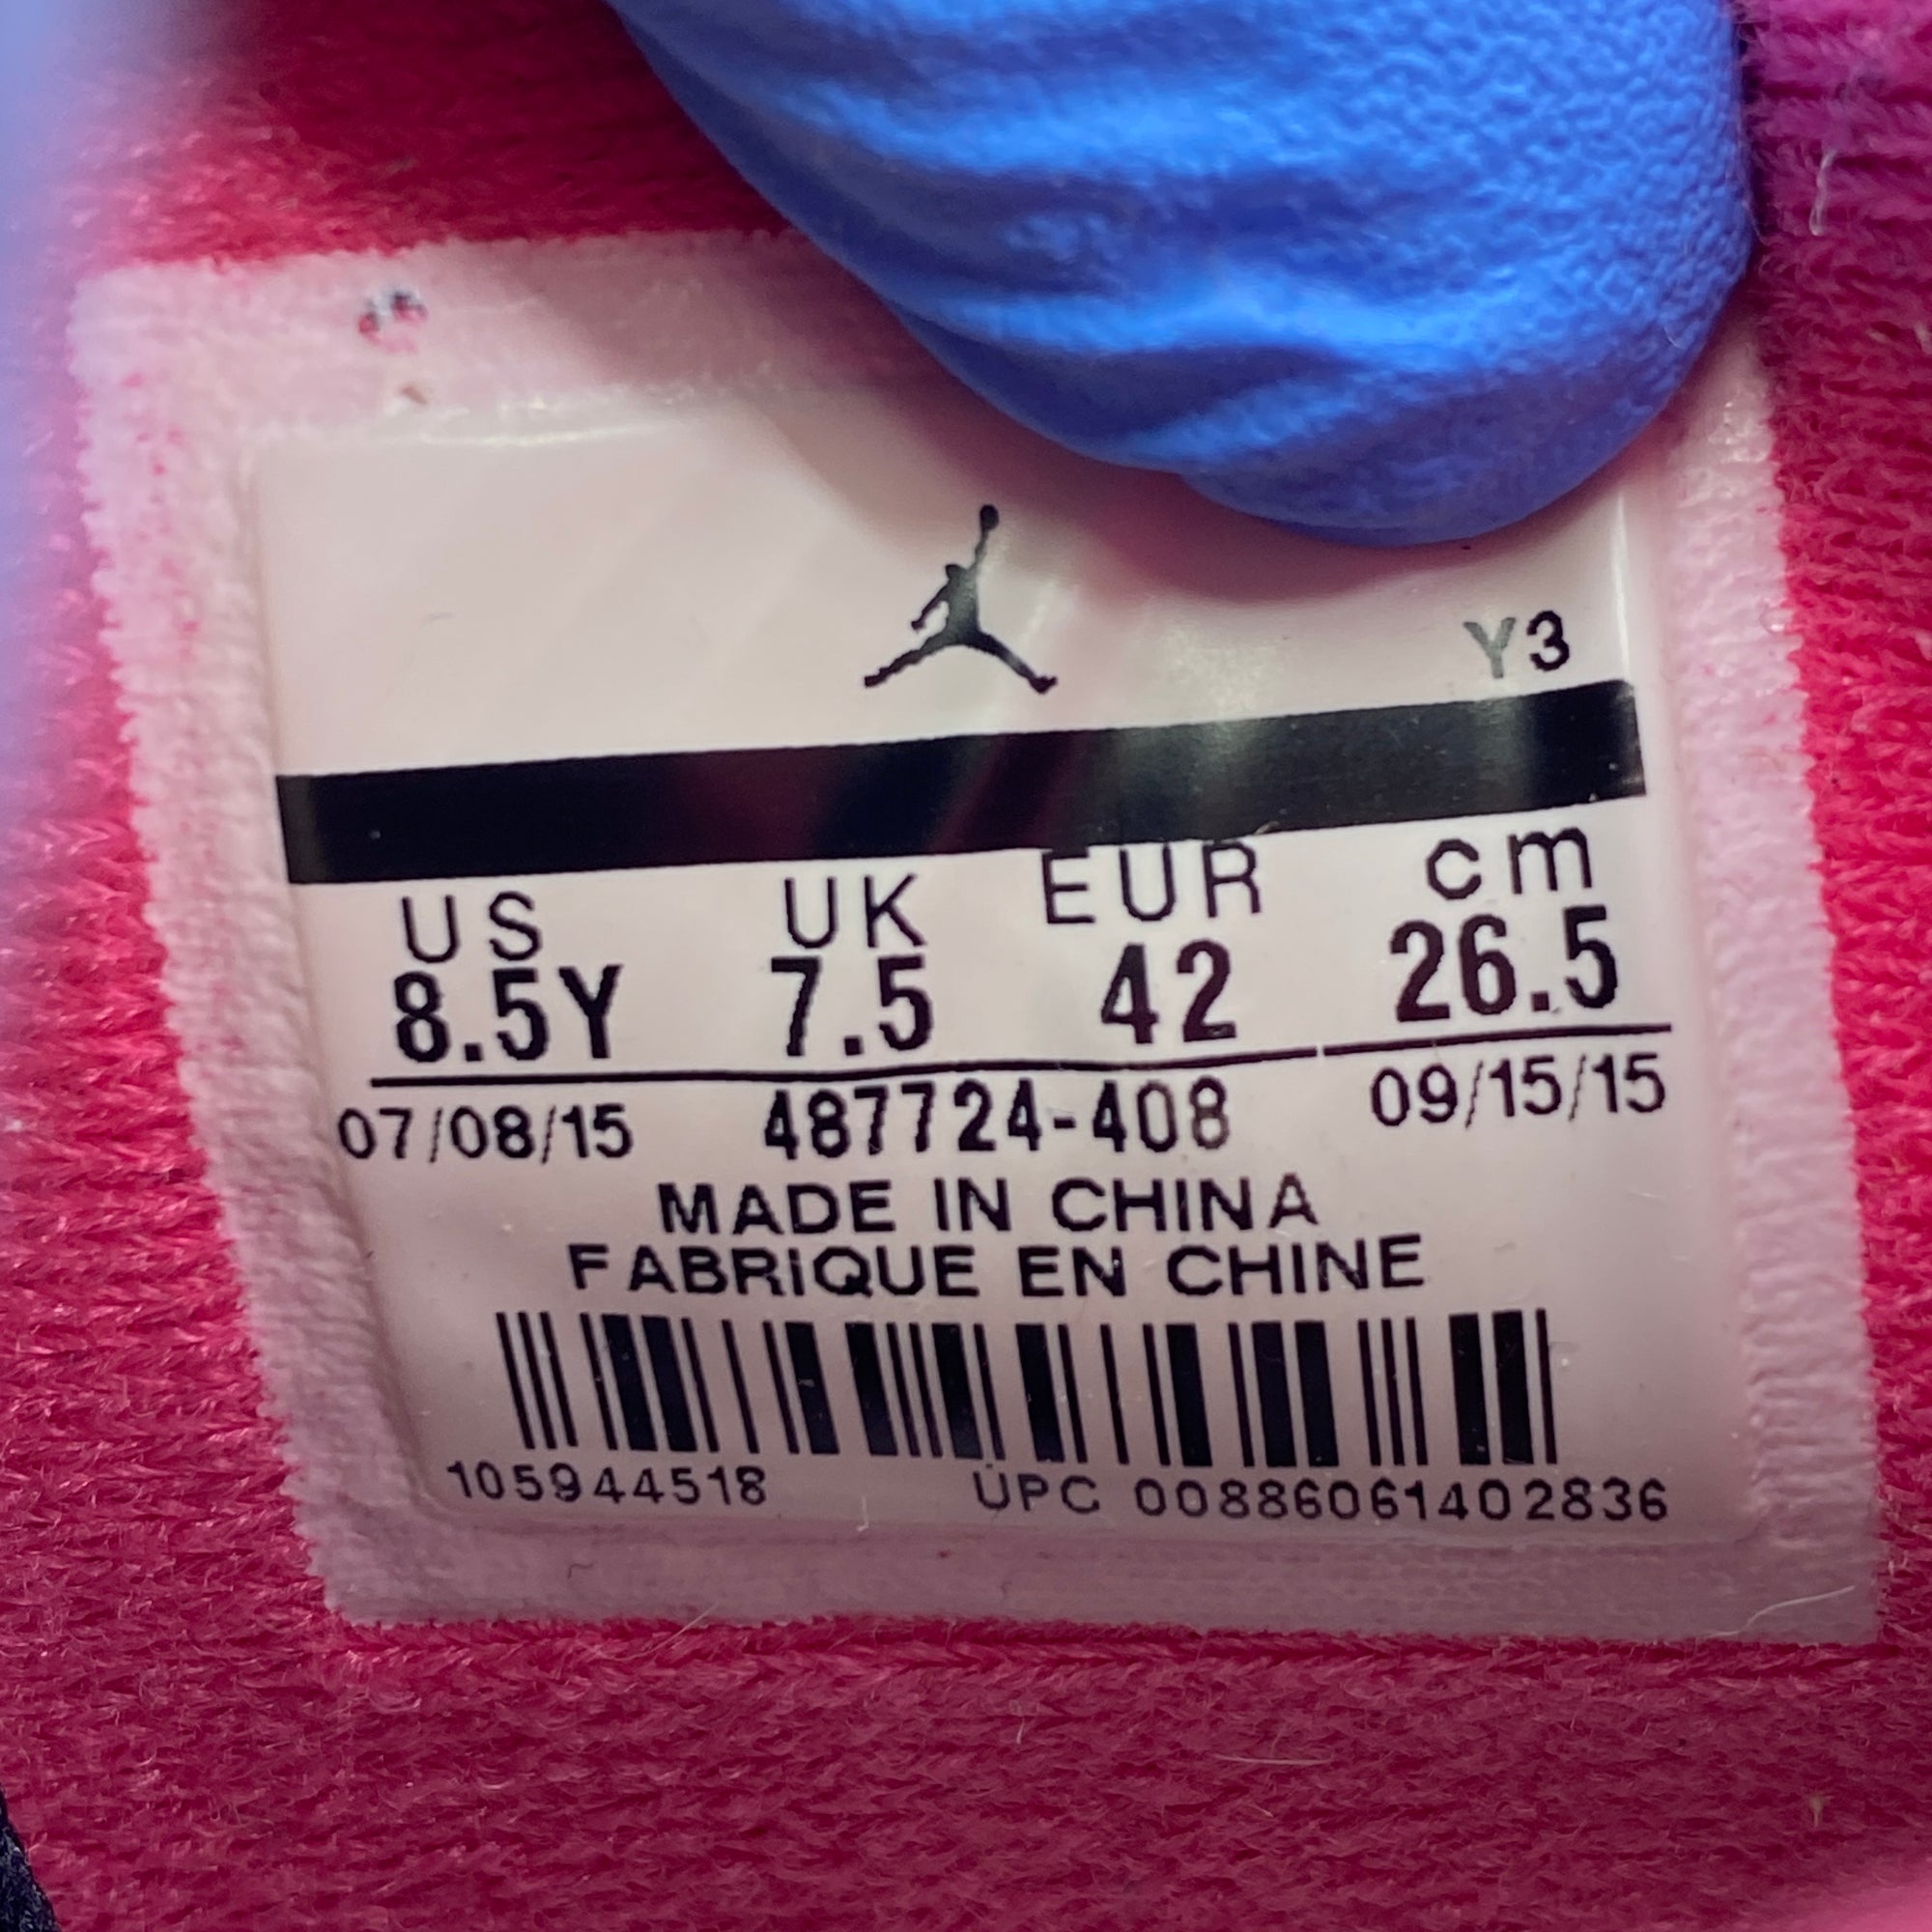 Y3
US UK EUR cm
8.5Y 7.5 42 26.5
07/08/15 487724-408 09/15/15
MADE IN CHINA
FABRIQUE EN CHINE
105944518 UPC 00886061402836